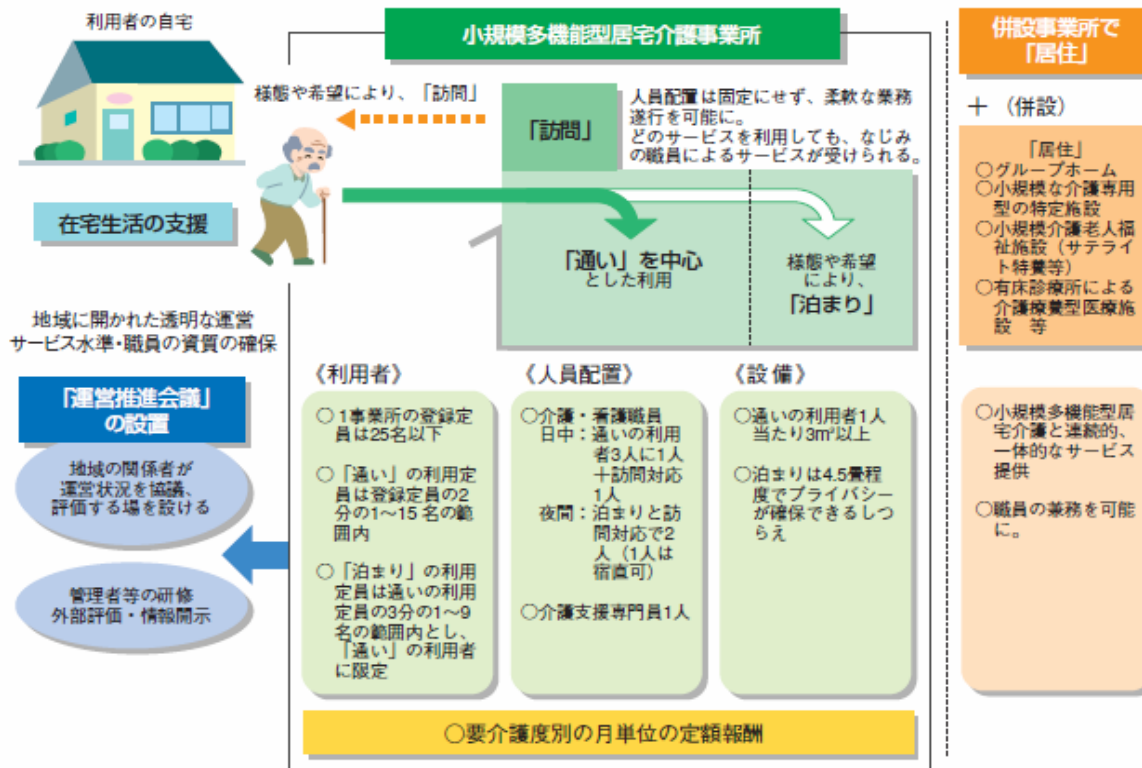 利用者の自宅
小規模多機能型居宅介護事業所
併設事業所で
「居住」
様態や希望により、「訪問」
「訪問」
人員配置は固定にせず、柔軟な業務
遂行を可能に。
どのサービスを利用しても、なじみ
の職員によるサービスが受けられる。
＋（併設）
在宅生活の支援
「通い」を中心
とした利用
様態や希望
により、
「泊まり」
「居住」
○グループホーム
○小規模な介護専用
型の特定施設
○小規模介護老人福
祉施設（サテライ
ト特養等）
○有床診療所による
介護療養型医療施
設　等
地域に開かれた透明な運営
サービス水準・職員の資質の確保
「運営推進会議」
の設置
地域の関係者が
運営状況を協議、
評価する場を設ける
管理者等の研修
外部評価・情報開示
《利用者》
○1事業所の登録定
員は25名以下
○「通い」の利用定
員は登録定員の2
分の1～15名の範
囲内
○「泊まり」の利用
定員は通いの利用
定員の3分の1～9
名の範囲内とし、
「通い」の利用者
に限定
《人員配置》
○介護・看護職員
日中：通いの利用
者3人に1人
＋訪問対応
1人
夜間：泊まりと訪
問対応で2
人（1人は
宿直可）
○介護支援専門員1人
《設備》
○通いの利用者1人
当たり3m²以上
○泊まりは4.5畳程
度でプライバシー
が確保できるしつ
らえ
○小規模多機能型居
宅介護と連続的、
一体的なサービス
提供
○職員の兼務を可能
に。
○要介護度別の月単位の定額報酬